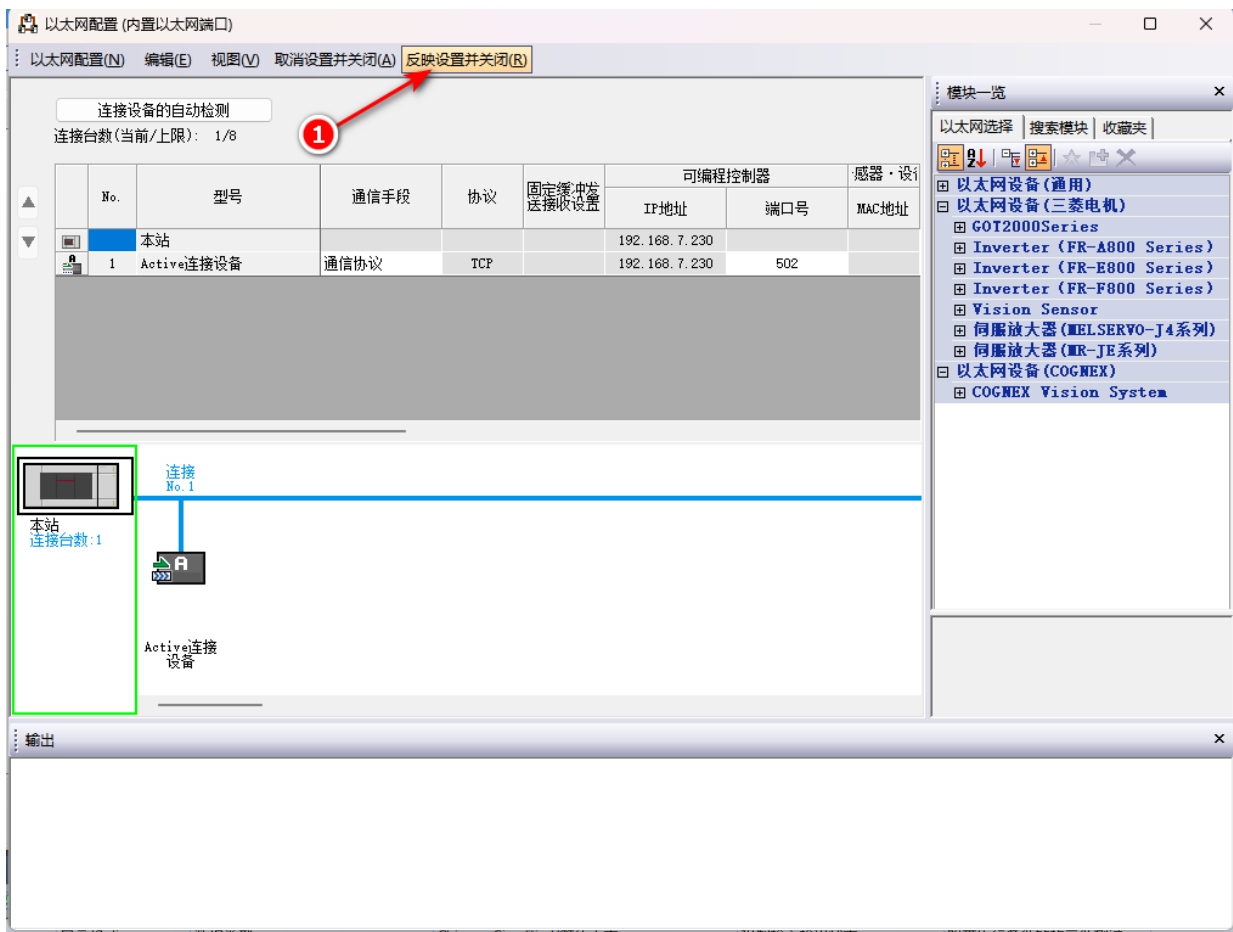 以太网配置 (内置以太网端口)
以太网配置(N) 编辑(E) 视图(V) 取消设置并关闭(A) 反映设置并关闭(R)
连接设备的自动检测
连接台数(当前/上限): 1/8
1
No. 型号 通信手段 协议 固定缓冲发送接收设置 可编程控制器 感器・设
IP地址 端口号 MAC地址
本站 192.168.7.230
1 Active连接设备 通信协议 TCP 192.168.7.230 502
连接
No.1
本站
连接台数:1
A
Active连接
设备
模块一览
以太网选择 搜索模块 收藏夹
以太网设备(通用)
以太网设备(三菱电机)
GOT2000Series
Inverter (FR-A800 Series)
Inverter (FR-E800 Series)
Inverter (FR-F800 Series)
Vision Sensor
伺服放大器(MELSERVO-J4系列)
伺服放大器(MR-JE系列)
以太网设备(COGNEX)
COGNEX Vision System
输出